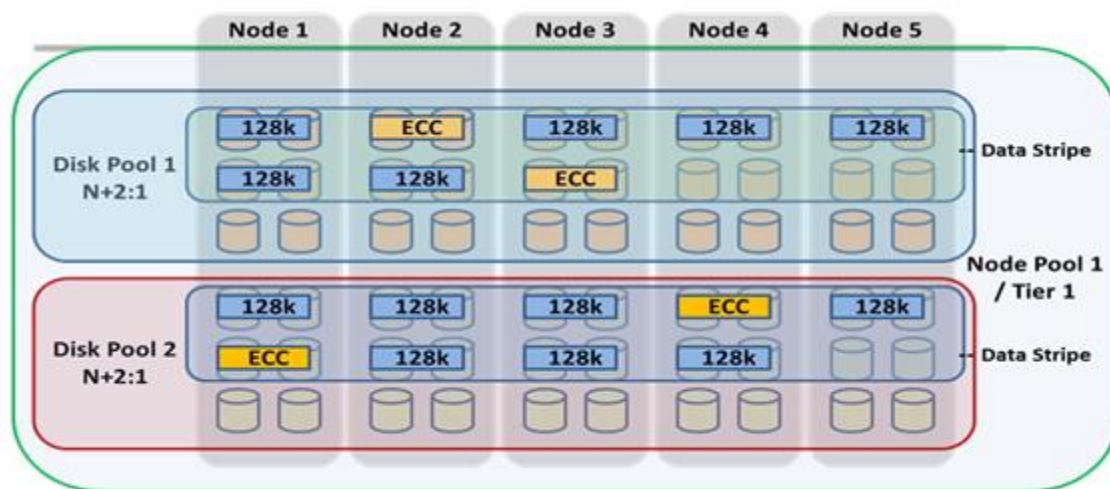 Node 1 Node 2 Node 3 Node 4 Node 5
128k ECC 128k 128k 128k
Data Stripe
Disk Pool 1
N+2:1
128k 128k ECC
Node Pool 1
/ Tier 1
128k 128k 128k ECC 128k
Disk Pool 2
N+2:1
ECC 128k 128k 128k
Data Stripe